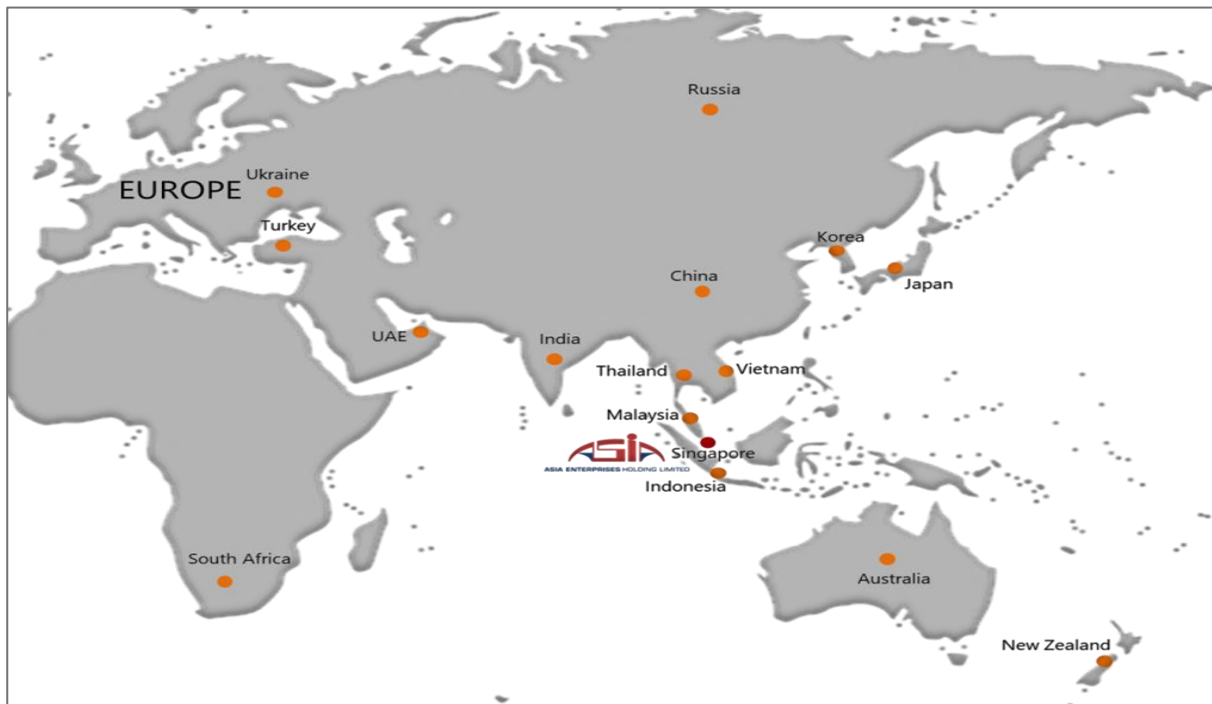 Russia
Ukraine
EUROPE
Turkey
Korea
China
Japan
UAE
India
Thailand
Vietnam
Malaysia
ASIA
Singapore
ASIA ENTERPRISES HOLDING LIMITED
Indonesia
South Africa
Australia
New Zealand